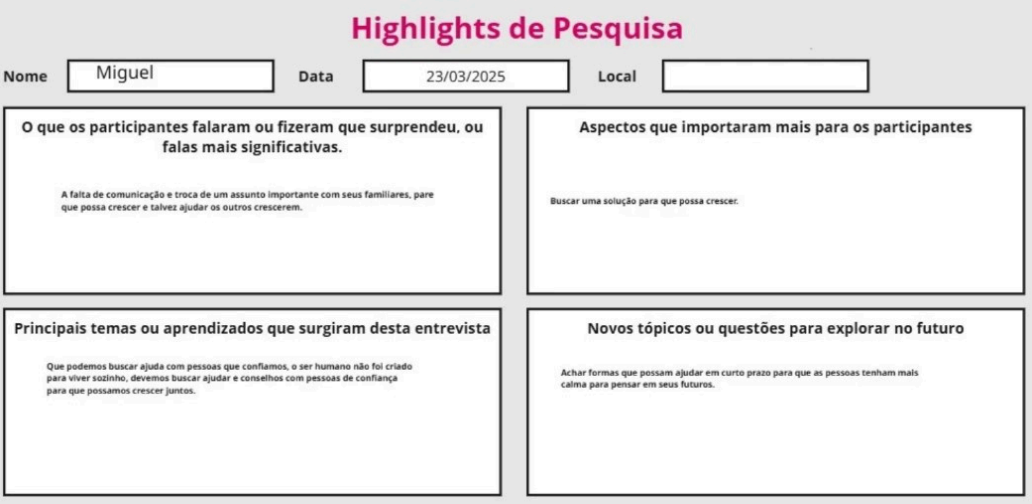 Highlights de Pesquisa
Nome Miguel Data 23/03/2025 Local
O que os participantes falaram ou fizeram que surpreendeu, ou
falas mais significativas.
A falta de comunicação e troca de um assunto importante com seus familiares, pare
que possa crescer e talvez ajudar os outros crescerem.
Aspectos que importaram mais para os participantes
Buscar uma solução para que possa crescer.
Principais temas ou aprendizados que surgiram desta entrevista
Que podemos buscar ajuda com pessoas que confiamos, o ser humano não foi criado
para viver sozinho, devemos buscar ajudar e conselhos com pessoas de confiança
para que possamos crescer juntos.
Novos tópicos ou questões para explorar no futuro
Achar formas que possam ajudar em curto prazo para que as pessoas tenham mais
calma para pensar em seus futuros.